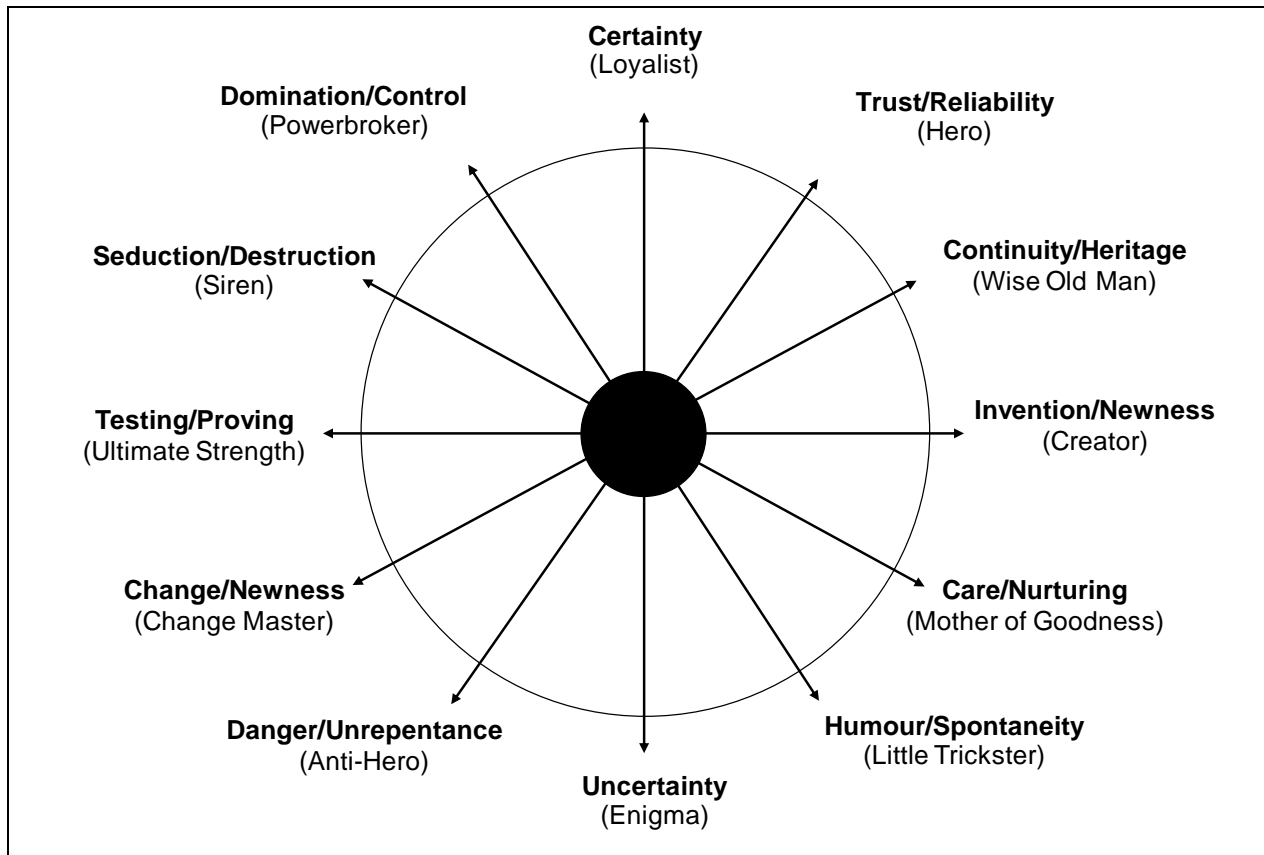 Certainty
(Loyalist)
Domination/Control
(Powerbroker)
Trust/Reliability
(Hero)
Seduction/Destruction
(Siren)
Continuity/Heritage
(Wise Old Man)
Testing/Proving
(Ultimate Strength)
Invention/Newness
(Creator)
Change/Newness
(Change Master)
Care/Nurturing
(Mother of Goodness)
Danger/Unrepentance
(Anti-Hero)
Humour/Spontaneity
(Little Trickster)
Uncertainty
(Enigma)